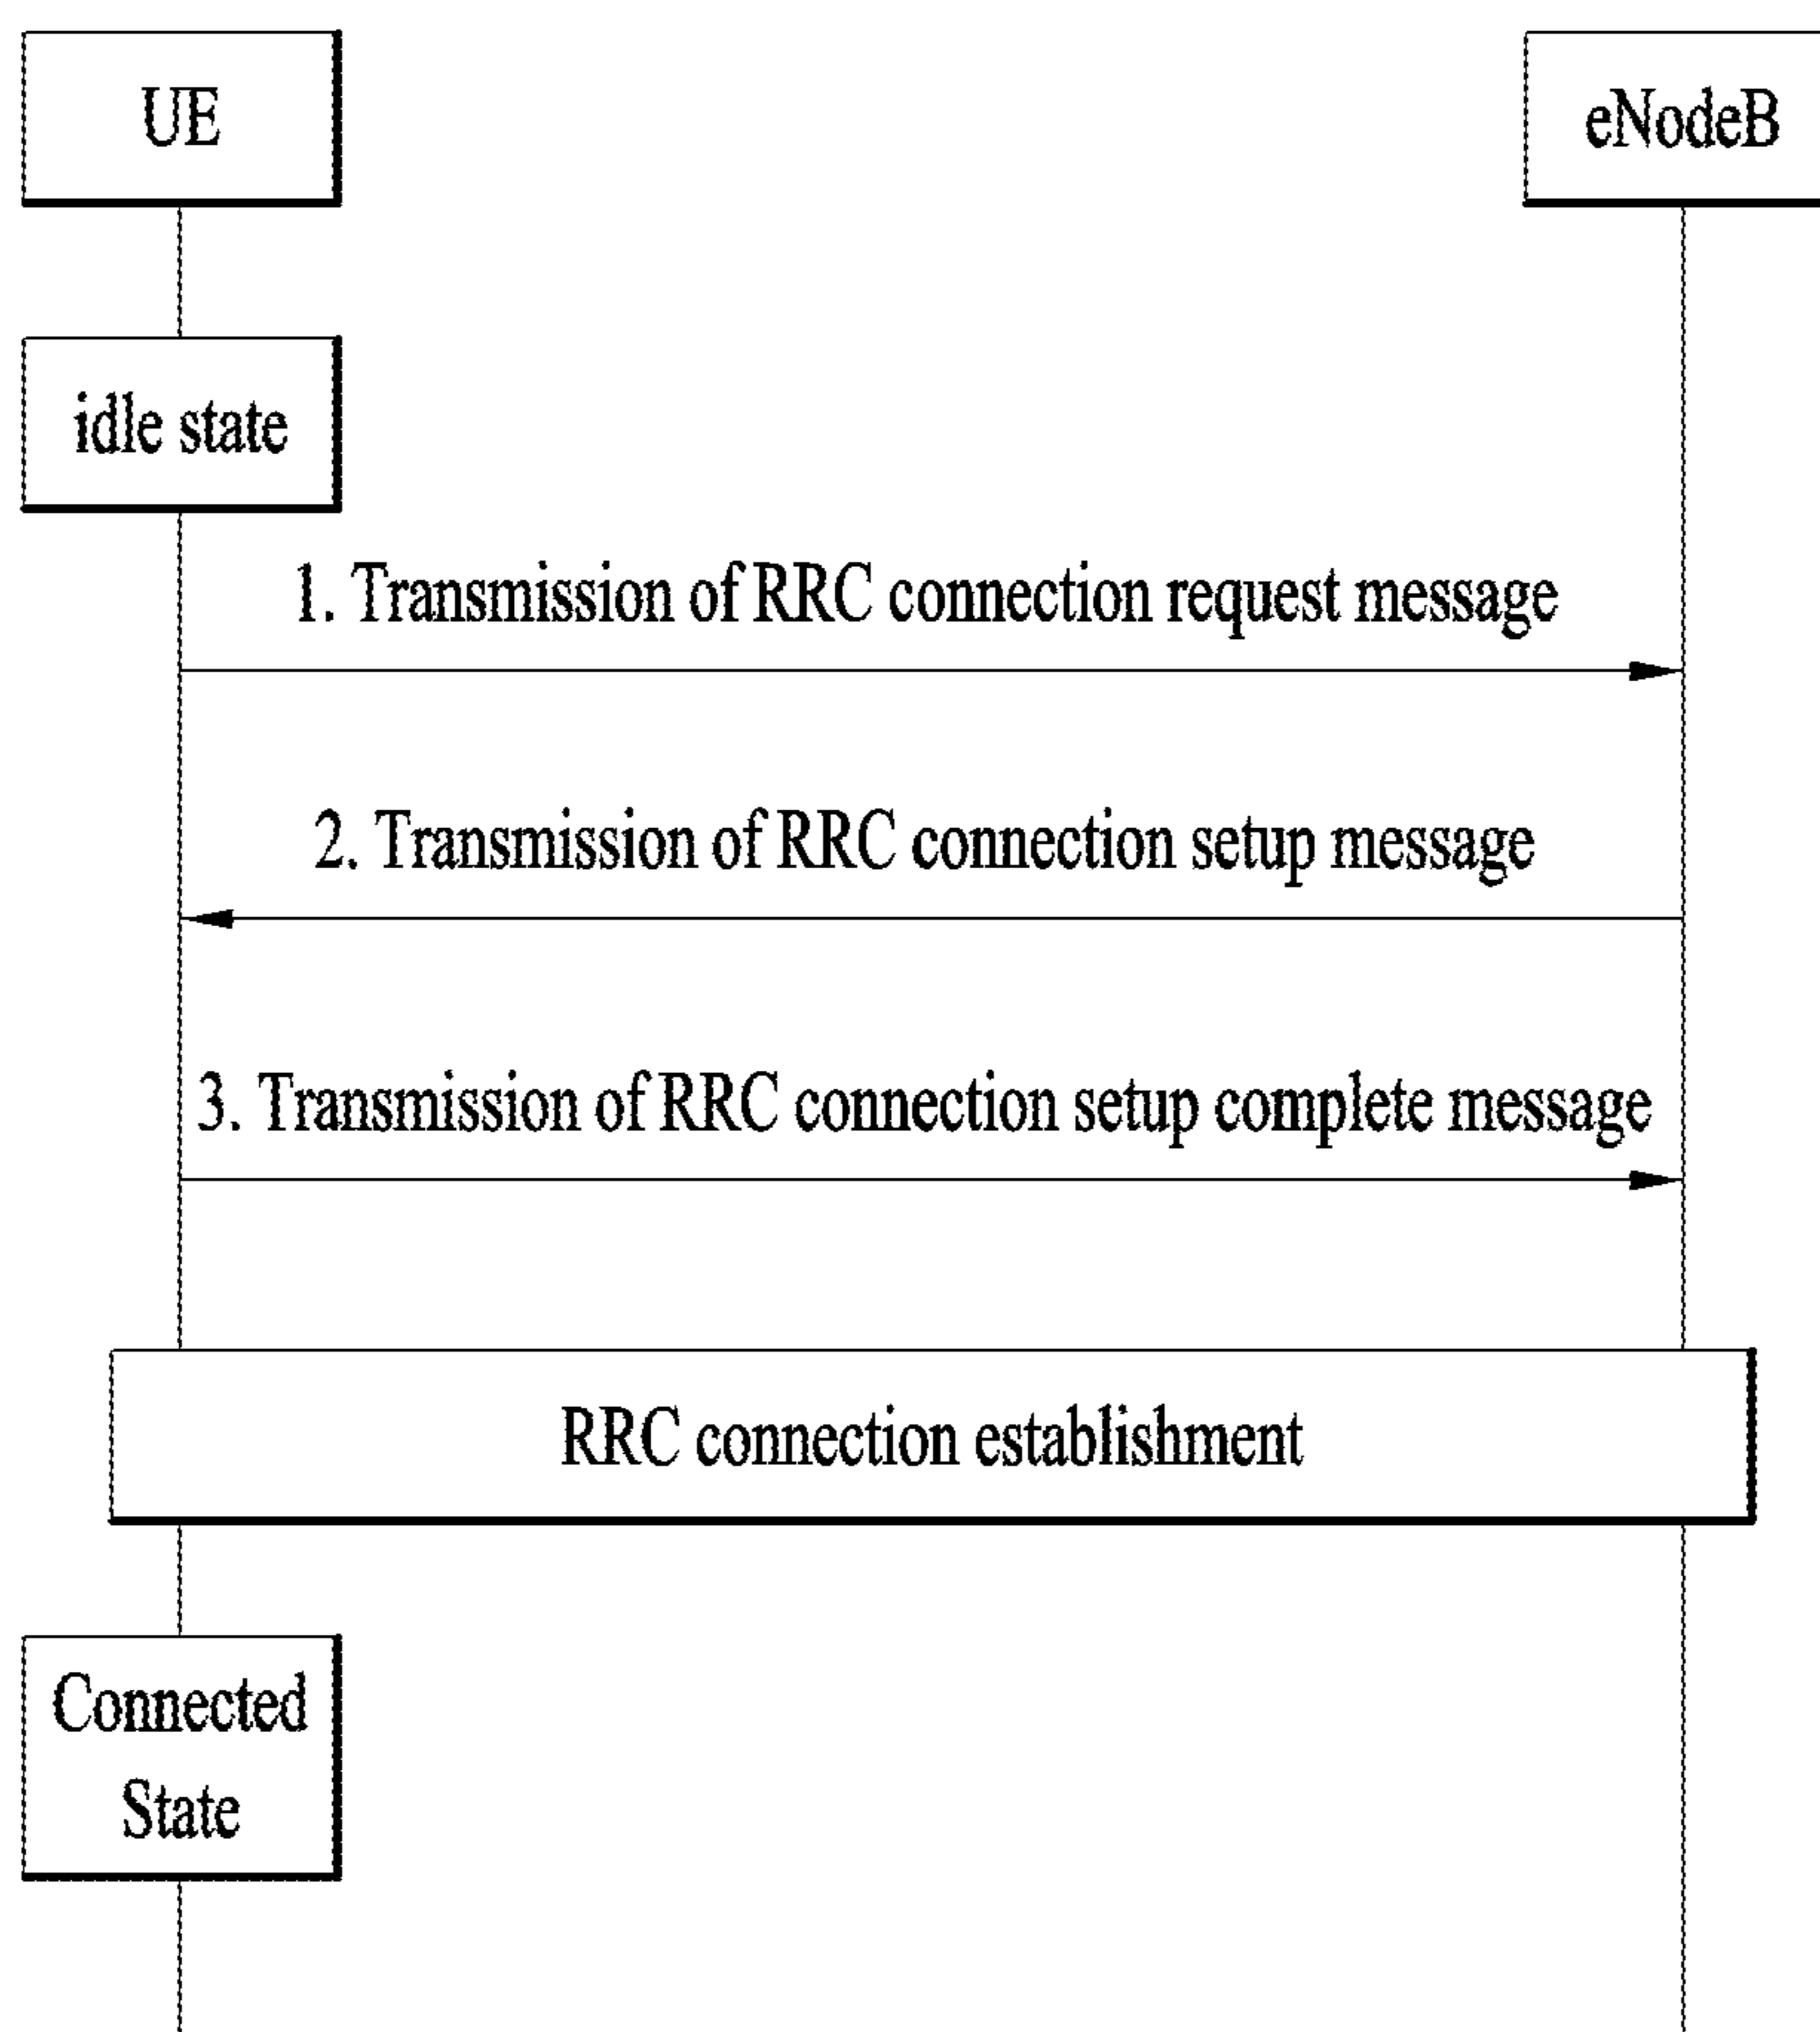 UE
eNodeB
idle state
1. Transmission of RRC connection request message
2. Transmission of RRC connection setup message
3. Transmission of RRC connection setup complete message
RRC connection establishment
Connected
State